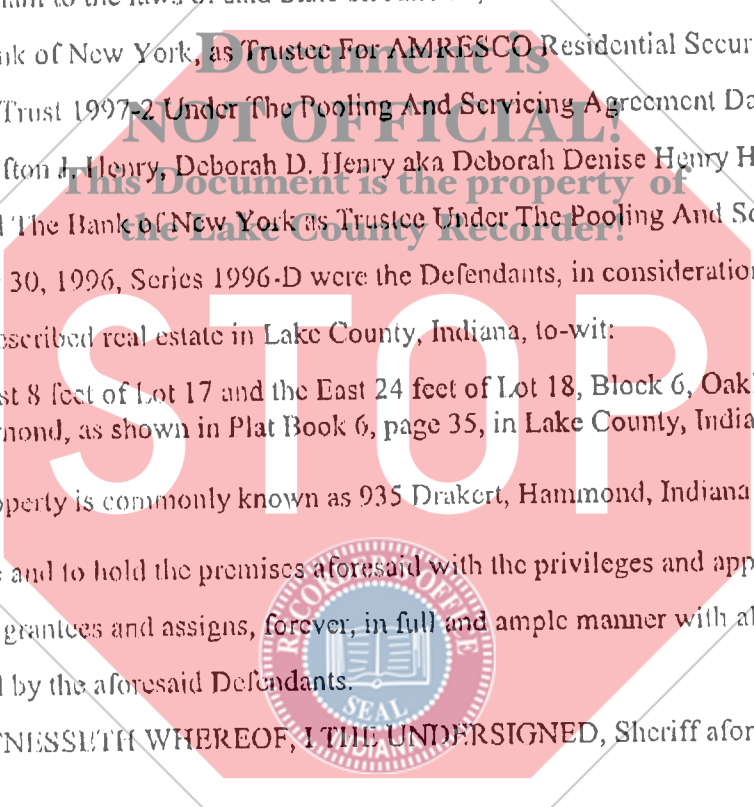 nk of New York, as Trustee For AMRESCO Residential Secur
Document is
Trust 1997-2 Under The Pooling And Servicing Agreement Da
NOT OFFICIAL!
fton J. Henry, Deborah D. Henry aka Deborah Denise Henry H
This Document is the property of
The Bank of New York as Trustee Under The Pooling And Se
the Lake County Recorder!
30, 1996, Series 1996-D were the Defendants, in consideration
escribed real estate in Lake County, Indiana, to-wit:
st 8 feet of Lot 17 and the East 24 feet of Lot 18, Block 6, Oak
mond, as shown in Plat Book 6, page 35, in Lake County, India
operty is commonly known as 935 Drakert, Hammond, Indiana
and to hold the premises aforesaid with the privileges and app
grantees and assigns, forever, in full and ample manner with al
by the aforesaid Defendants.
NESSETH WHEREOF, I THE UNDERSIGNED, Sheriff afor
STOP
RECORDER'S OFFICE
SEAL
INDIANA